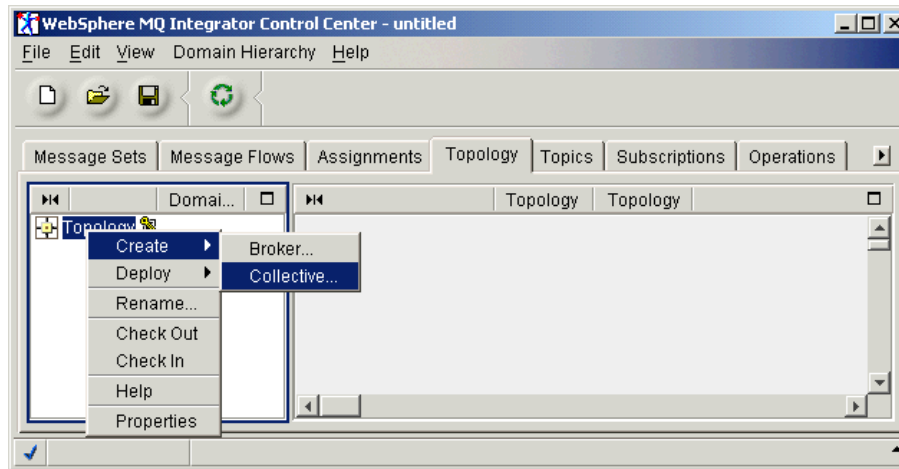 WebSphere MQ Integrator Control Center - untitled
File Edit View Domain Hierarchy Help
Message Sets Message Flows Assignments Topology Topics Subscriptions Operations
Domai... Topology Topology
Topology
Create Broker...
Deploy Collective...
Rename...
Check Out
Check In
Help
Properties